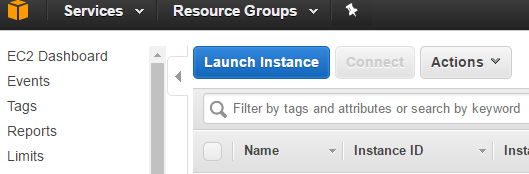 Services Resource Groups
EC2 Dashboard
Events
Tags
Reports
Limits
Launch Instance Connect Actions
Filter by tags and attributes or search by keyword
Name Instance ID